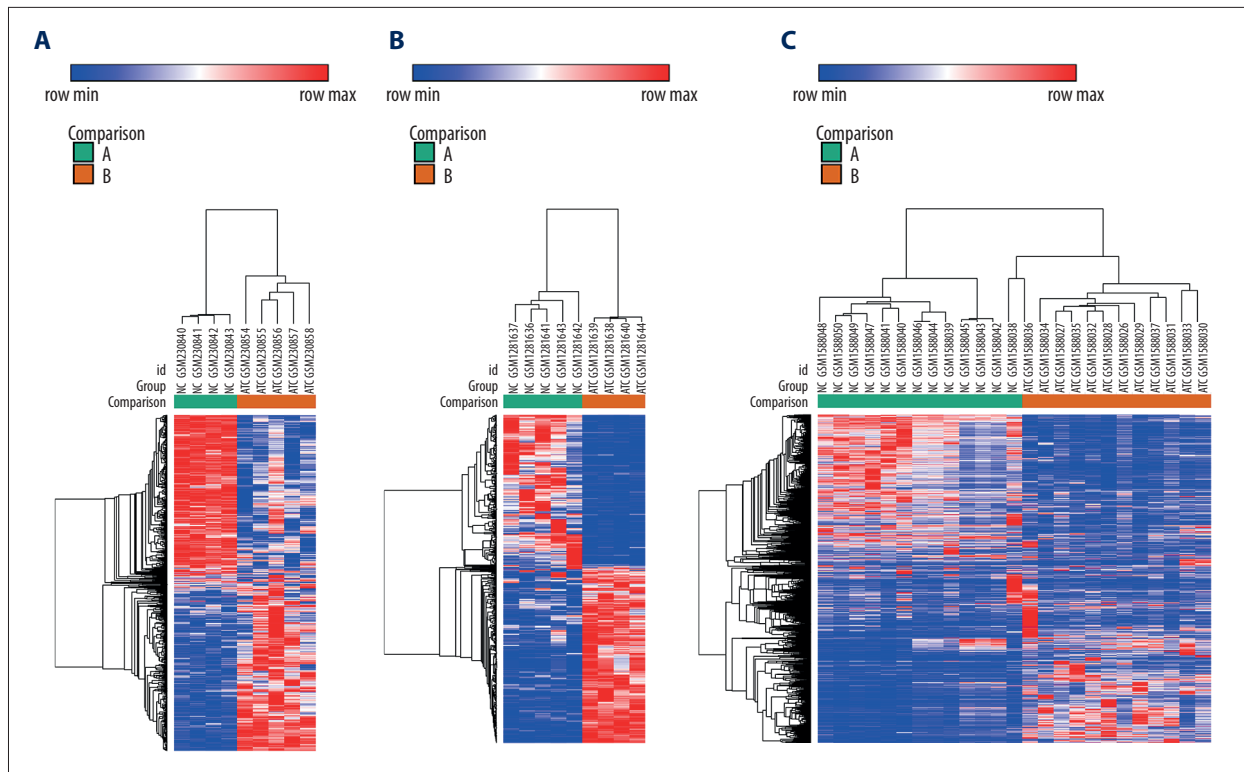 A
row min row max
Comparison
A
B
id
Group
Comparison
NC GSM230840
NC GSM230841
NC GSM230842
NC GSM230843
ATC GSM230854
ATC GSM230855
ATC GSM230856
ATC GSM230857
ATC GSM230858
B
row min row max
Comparison
A
B
id
Group
Comparison
NC GSM1281637
NC GSM1281636
NC GSM1281641
NC GSM1281643
NC GSM1281642
ATC GSM1281639
ATC GSM1281638
ATC GSM1281640
ATC GSM1281644
C
row min row max
Comparison
A
B
id
Group
Comparison
NC GSM1588048
NC GSM1588050
NC GSM1588049
NC GSM1588047
NC GSM1588041
NC GSM1588040
NC GSM1588046
NC GSM1588044
NC GSM1588039
NC GSM1588045
NC GSM1588043
NC GSM1588042
NC GSM1588038
ATC GSM1588036
ATC GSM1588034
ATC GSM1588027
ATC GSM1588035
ATC GSM1588032
ATC GSM1588028
ATC GSM1588026
ATC GSM1588029
ATC GSM1588037
ATC GSM1588031
ATC GSM1588033
ATC GSM1588030